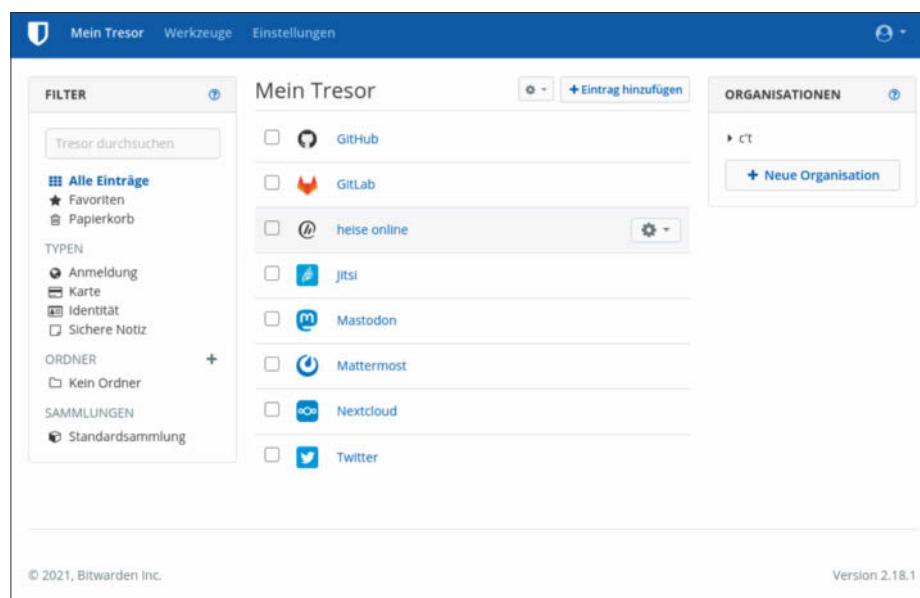 Mein Tresor Werkzeuge Einstellungen
FILTER
Tresor durchsuchen
Alle Einträge
Favoriten
Papierkorb
TYPEN
Anmeldung
Karte
Identität
Sichere Notiz
ORDNER
Kein Ordner
SAMMLUNGEN
Standardsammlung
Mein Tresor
+ Eintrag hinzufügen
GitHub
GitLab
heise online
Jitsi
Mastodon
Mattermost
Nextcloud
Twitter
ORGANISATIONEN
c't
+ Neue Organisation
© 2021, Bitwarden Inc.
Version 2.18.1